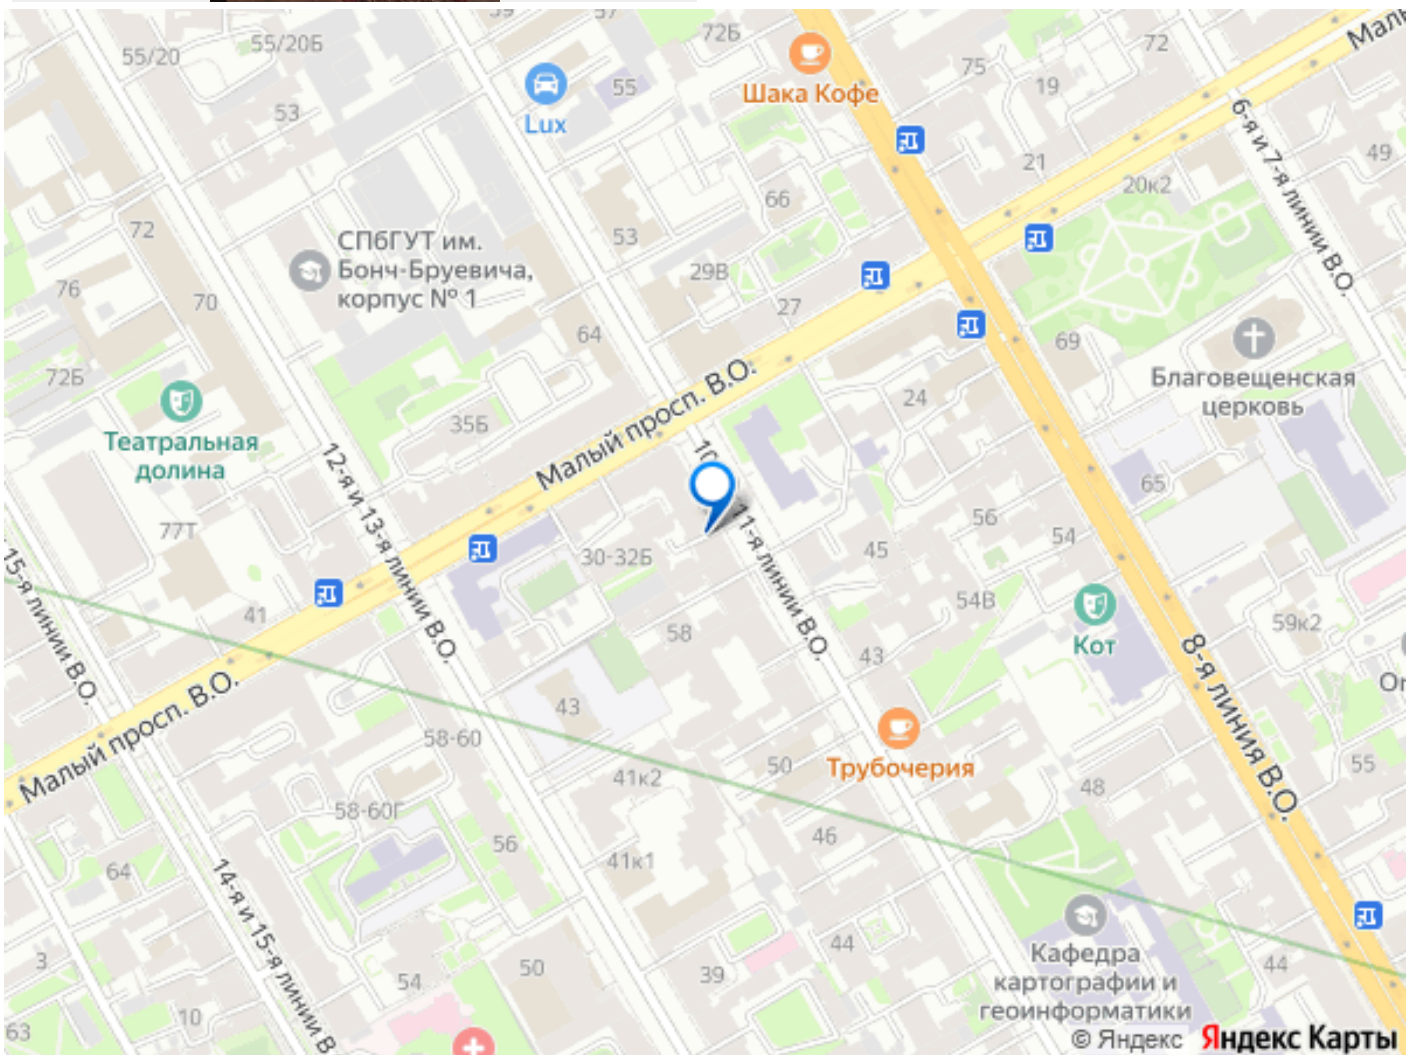 59
57
55/20
55/20Б
72Б
72
Малы
Шака Кофе
75
19
55
Lux
53
6-я и 7-я линии В.О.
49
21
20к2
66
72
СПбГУТ им.
Бонч-Бруевича,
корпус № 1
53
29В
76
70
27
64
69
72Б
Благовещенская
церковь
Малый просп. В.О.
24
35Б
Театральная
долина
12-я и 13-я линии В.О.
10
11-я линии В.О.
65
77Т
56
54
30-32Б
45
15-я линии В.О.
54В
41
58
Кот
59к2
43
8-я линия В.О.
Or
Малый просп. В.О.
43
58-60
Трубочерия
50
55
41к2
48
58-60Г
46
56
41к1
64
14-я и 15-я линии В
44
Кафедра
картографии и
геоинформатики
3
54
50
39
44
10
63
© Яндекс Яндекс Карты